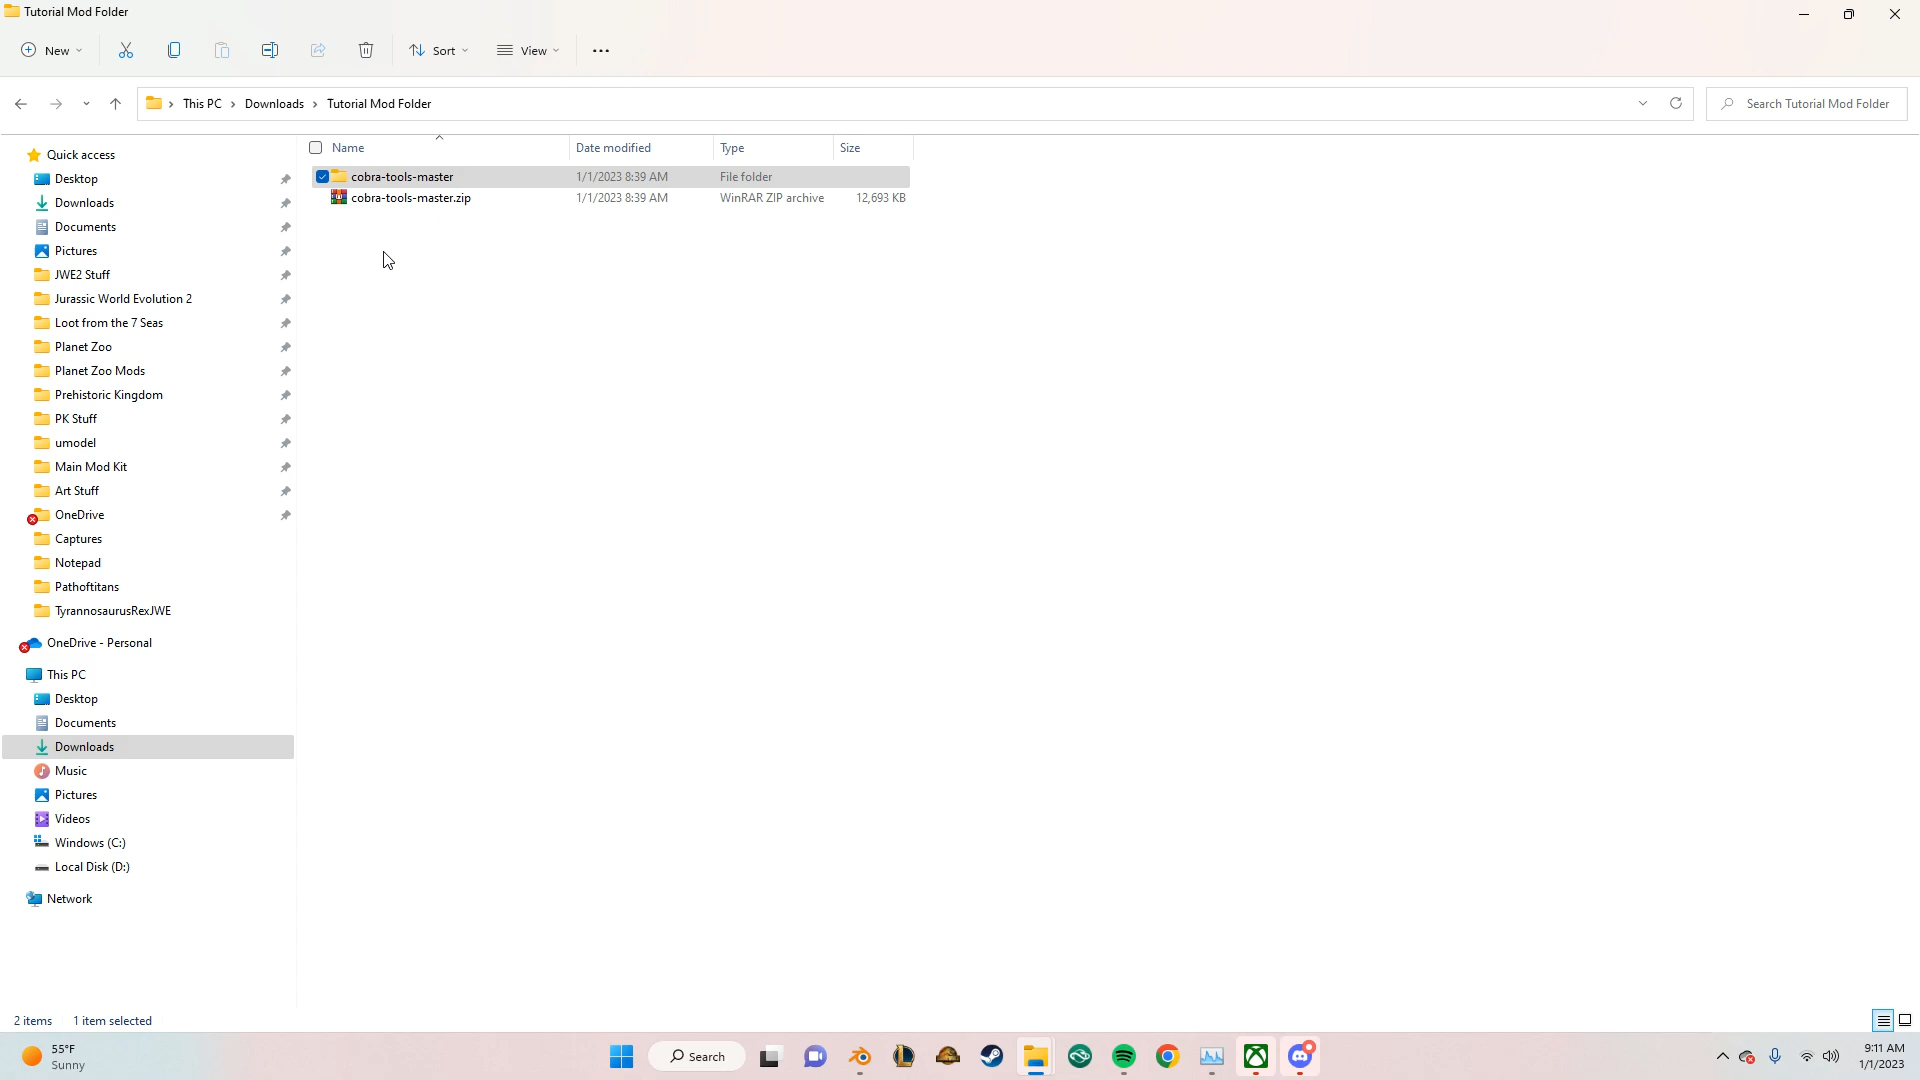 Tutorial Mod Folder
New
Sort
View
This PC
Downloads
Tutorial Mod Folder
Search Tutorial Mod Folder
Name
Date modified
Type
Size
cobra-tools-master
1/1/2023 8:39 AM
File folder
cobra-tools-master.zip
1/1/2023 8:39 AM
WinRAR ZIP archive
12,693 KB
Quick access
Desktop
Downloads
Documents
Pictures
JWE2 Stuff
Jurassic World Evolution 2
Loot from the 7 Seas
Planet Zoo
Planet Zoo Mods
Prehistoric Kingdom
PK Stuff
umodel
Main Mod Kit
Art Stuff
OneDrive
Captures
Notepad
Pathoftitans
TyrannosaurusRexJWE
OneDrive - Personal
This PC
Desktop
Documents
Downloads
Music
Pictures
Videos
Windows (C:)
Local Disk (D:)
Network
2 items
1 item selected
55°F
Sunny
Search
9:11 AM
1/1/2023